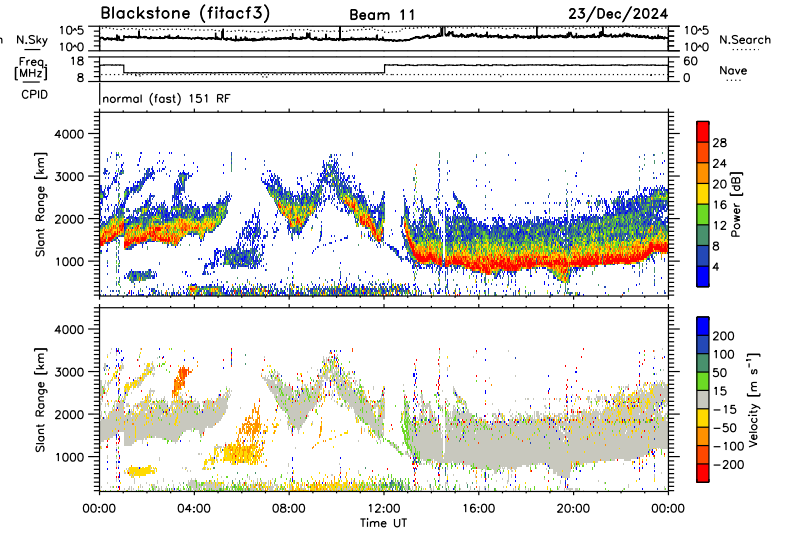 Blackstone (fitacf3) Beam 11 23/Dec/2024
N.Sky 10^5 10^0 10^5 10^0 N.Search
Freq. [MHz] 18 8 60 0 Nave
CPID normal (fast) 151 RF
4000
3000
2000
1000
Slant Range [km]
28
24
20
16
12
8
4
Power [dB]
4000
3000
2000
1000
Slant Range [km]
200
100
50
15
-15
-50
-100
-200
Velocity [m s⁻¹]
00:00 04:00 08:00 12:00 16:00 20:00 00:00
Time UT